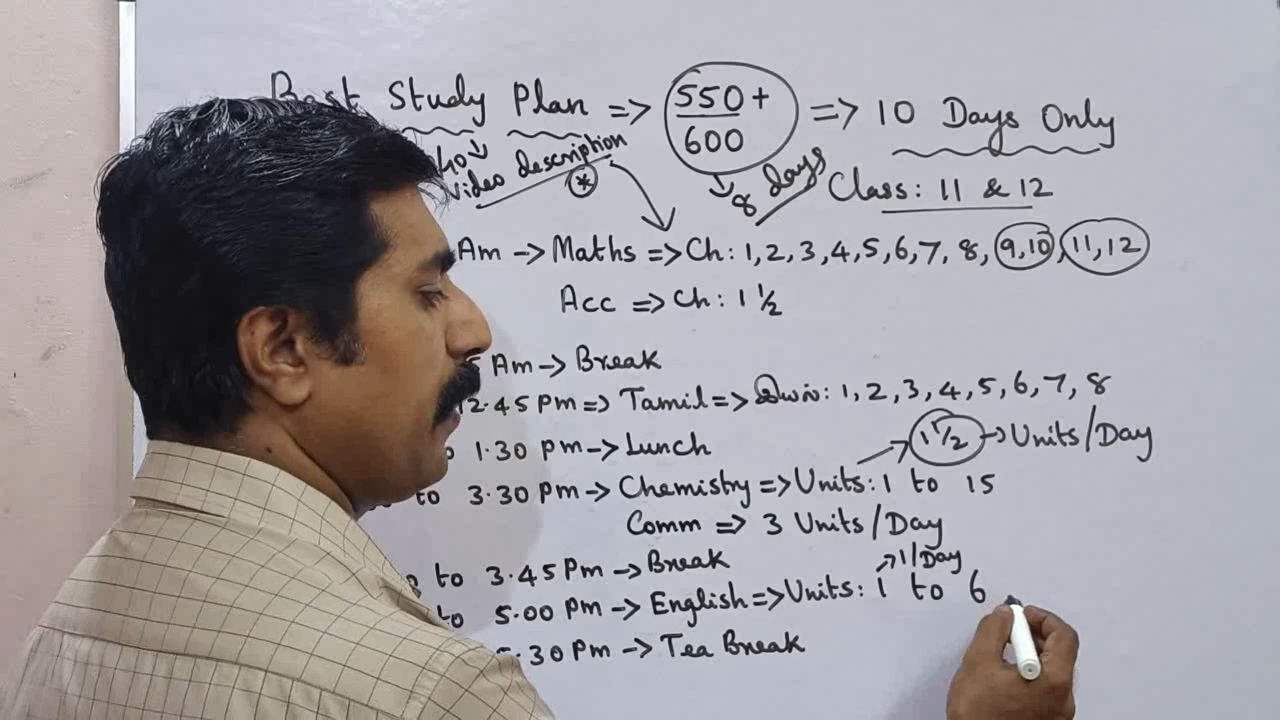 Best Study Plan => 550+/600 => 10 Days Only
video description
(*)
8 days
Class: 11 & 12
Am -> Maths => Ch: 1, 2, 3, 4, 5, 6, 7, 8, 9, 10, 11, 12
Acc => Ch: 1 1/2
Am -> Break
12.45 Pm => Tamil => இயல்: 1, 2, 3, 4, 5, 6, 7, 8
1 1/2 -> Units/Day
1.30 Pm -> Lunch
to 3.30 Pm -> Chemistry => Units: 1 to 15
Comm => 3 Units/Day
1/Day
to 3.45 Pm -> Break
to 5.00 Pm -> English => Units: 1 to 6
5.30 Pm -> Tea Break